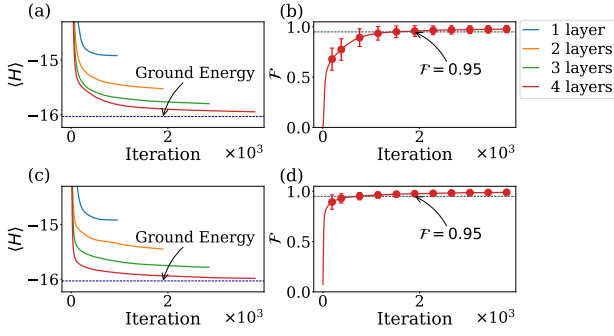 (a)
(b)
1 layer
2 layers
3 layers
4 layers
⟨H⟩
−15
−16
Ground Energy
0
2
Iteration
×10³
ℱ
1.0
0.5
0.0
ℱ = 0.95
0
2
Iteration
×10³
(c)
(d)
⟨H⟩
−15
−16
Ground Energy
0
2
Iteration
×10³
ℱ
1.0
0.5
0.0
ℱ = 0.95
0
2
Iteration
×10³